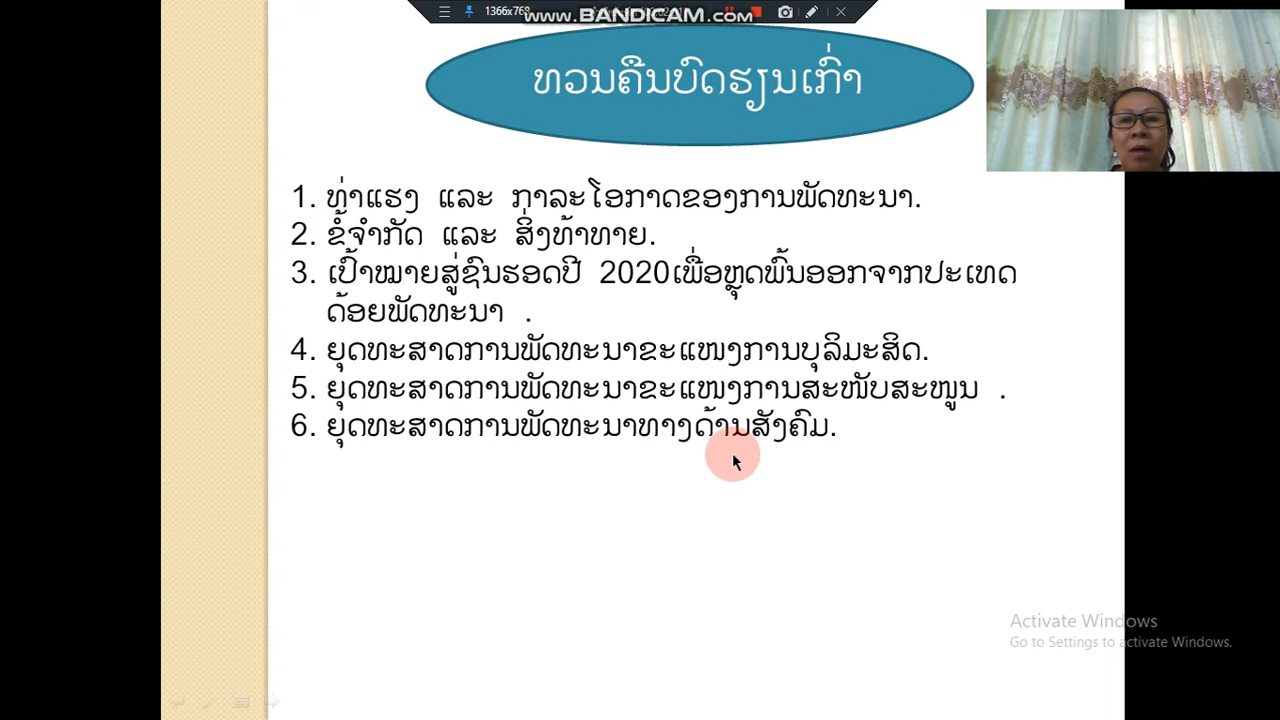 1366x768
www.BANDICAM.com
ທວນຄືນບົດຮຽນເກົ່າ
1. ທ່າແຮງ ແລະ ກາລະໂອກາດຂອງການພັດທະນາ.
2. ຂໍ້ຈຳກັດ ແລະ ສິ່ງທ້າທາຍ.
3. ເປົ້າໝາຍສູ້ຊົນຮອດປີ 2020ເພື່ອຫຼຸດພົ້ນອອກຈາກປະເທດ
ດ້ອຍພັດທະນາ .
4. ຍຸດທະສາດການພັດທະນາຂະແໜງການບຸລິມະສິດ.
5. ຍຸດທະສາດການພັດທະນາຂະແໜງການສະໜັບສະໜູນ .
6. ຍຸດທະສາດການພັດທະນາທາງດ້ານສັງຄົມ.
Activate Windows
Go to Settings to activate Windows.